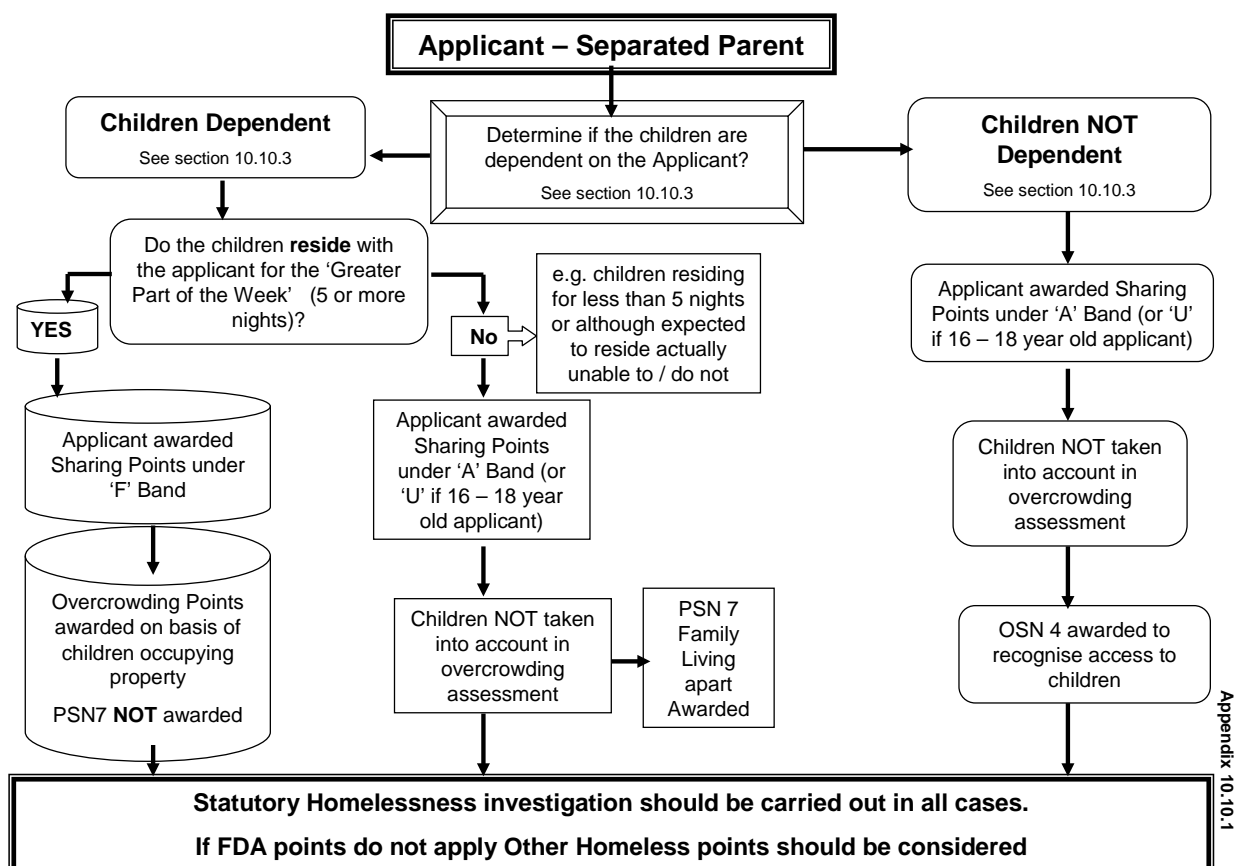 Applicant – Separated Parent
Children Dependent
See section 10.10.3
Determine if the children are
dependent on the Applicant?
See section 10.10.3
Children NOT
Dependent
See section 10.10.3
Do the children reside with
the applicant for the ‘Greater
Part of the Week’ (5 or more
nights)?
YES
No
e.g. children residing
for less than 5 nights
or although expected
to reside actually
unable to / do not
Applicant awarded
Sharing Points under
‘F’ Band
Overcrowding Points
awarded on basis of
children occupying
property
PSN7 NOT awarded
Applicant awarded
Sharing Points
under ‘A’ Band (or
‘U’ if 16 – 18 year
old applicant)
Children NOT taken
into account in
overcrowding
assessment
PSN 7
Family
Living
apart
Awarded
Applicant awarded Sharing
Points under ‘A’ Band (or ‘U’
if 16 – 18 year old applicant)
Children NOT taken
into account in
overcrowding
assessment
OSN 4 awarded to
recognise access to
children
Appendix 10.10.1
Statutory Homelessness investigation should be carried out in all cases.
If FDA points do not apply Other Homeless points should be considered